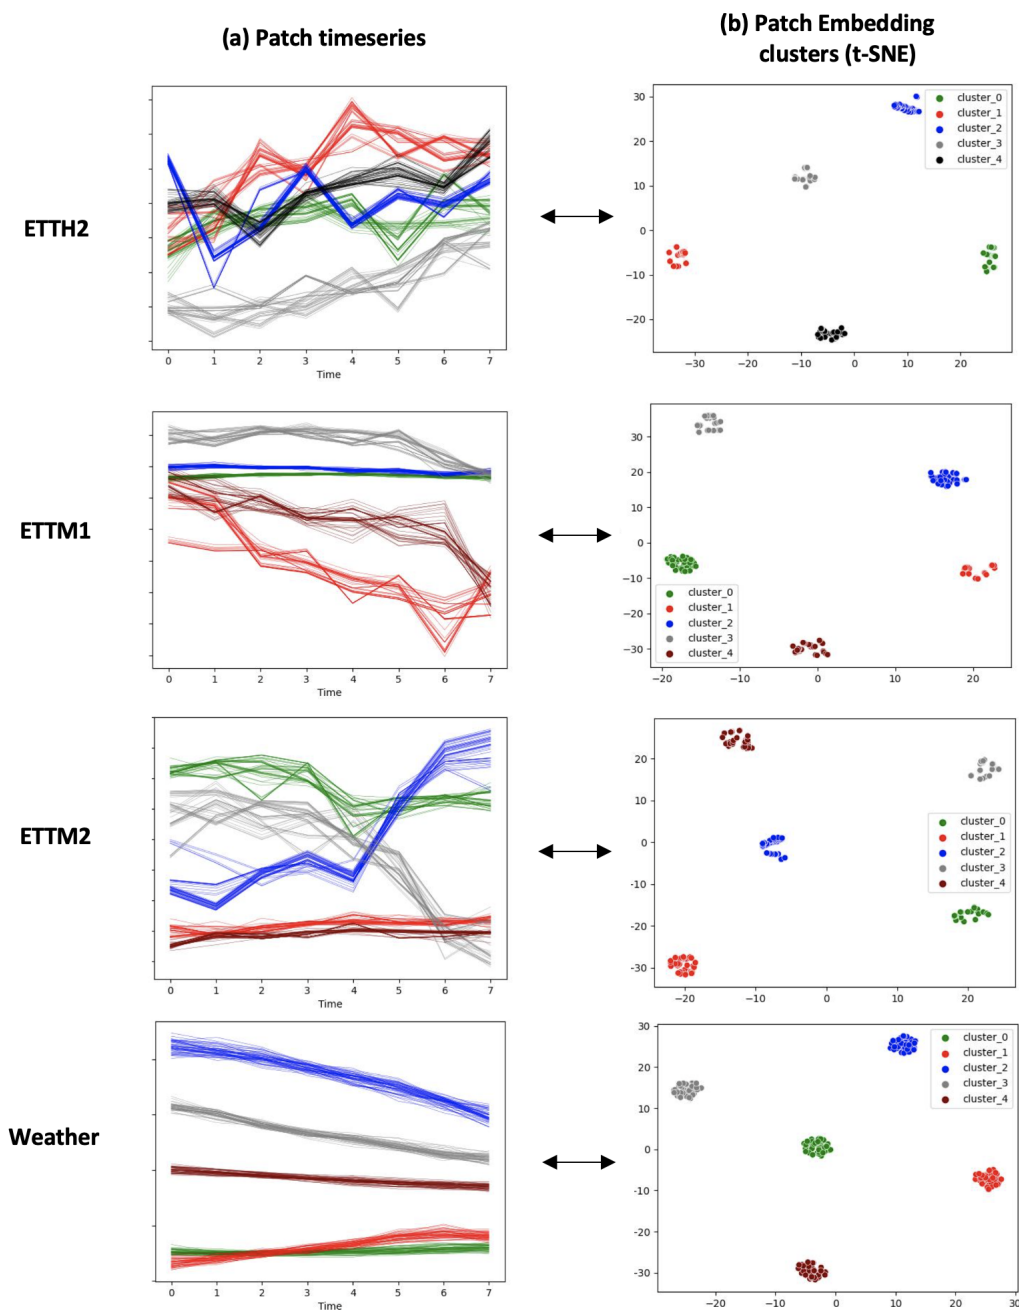 (a) Patch timeseries
(b) Patch Embedding
clusters (t-SNE)
ETTH2
0 1 2 3 4 5 6 7
Time
30
20
10
0
−10
−20
−30 −20 −10 0 10 20
cluster_0
cluster_1
cluster_2
cluster_3
cluster_4
ETTM1
0 1 2 3 4 5 6 7
Time
30
20
10
0
−10
−20
−30
−20 −10 0 10 20
cluster_0
cluster_1
cluster_2
cluster_3
cluster_4
ETTM2
0 1 2 3 4 5 6 7
Time
20
10
0
−10
−20
−30
−20 −10 0 10 20
cluster_0
cluster_1
cluster_2
cluster_3
cluster_4
Weather
0 1 2 3 4 5 6 7
Time
30
20
10
0
−10
−20
−30
−20 −10 0 10 20 30
cluster_0
cluster_1
cluster_2
cluster_3
cluster_4